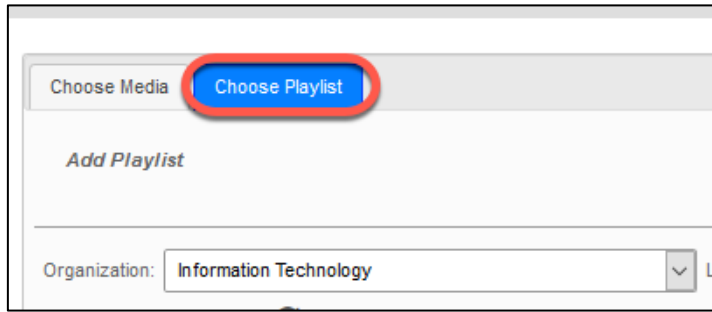 Choose Media Choose Playlist
Add Playlist
Organization: Information Technology